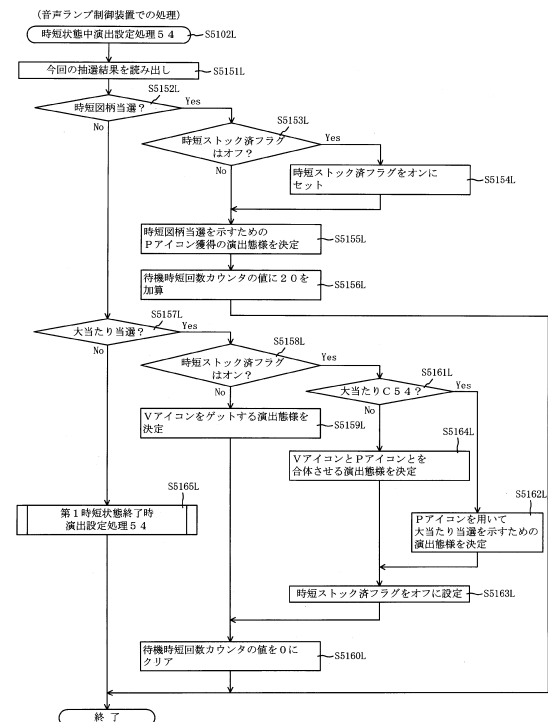 (音声ランプ制御装置での処理)
時短状態中演出設定処理54
S5102L
今回の抽選結果を読み出し
S5151L
S5152L
時短図柄当選?
Yes
No
S5153L
時短ストック済フラグ
はオフ?
Yes
No
時短ストック済フラグをオンに
セット
S5154L
時短図柄当選を示すための
Pアイコン獲得の演出態様を決定
S5155L
待機時短回数カウンタの値に20を
加算
S5156L
S5157L
大当たり当選?
Yes
No
S5158L
時短ストック済フラグ
はオン?
Yes
No
S5161L
大当たりC54?
Yes
No
Vアイコンをゲットする演出態様を
決定
S5159L
S5164L
VアイコンとPアイコンとを
合体させる演出態様を決定
S5165L
第1時短状態終了時
演出設定処理54
S5162L
Pアイコンを用いて
大当たり当選を示すための
演出態様を決定
時短ストック済フラグをオフに設定
S5163L
待機時短回数カウンタの値を0に
クリア
S5160L
終了